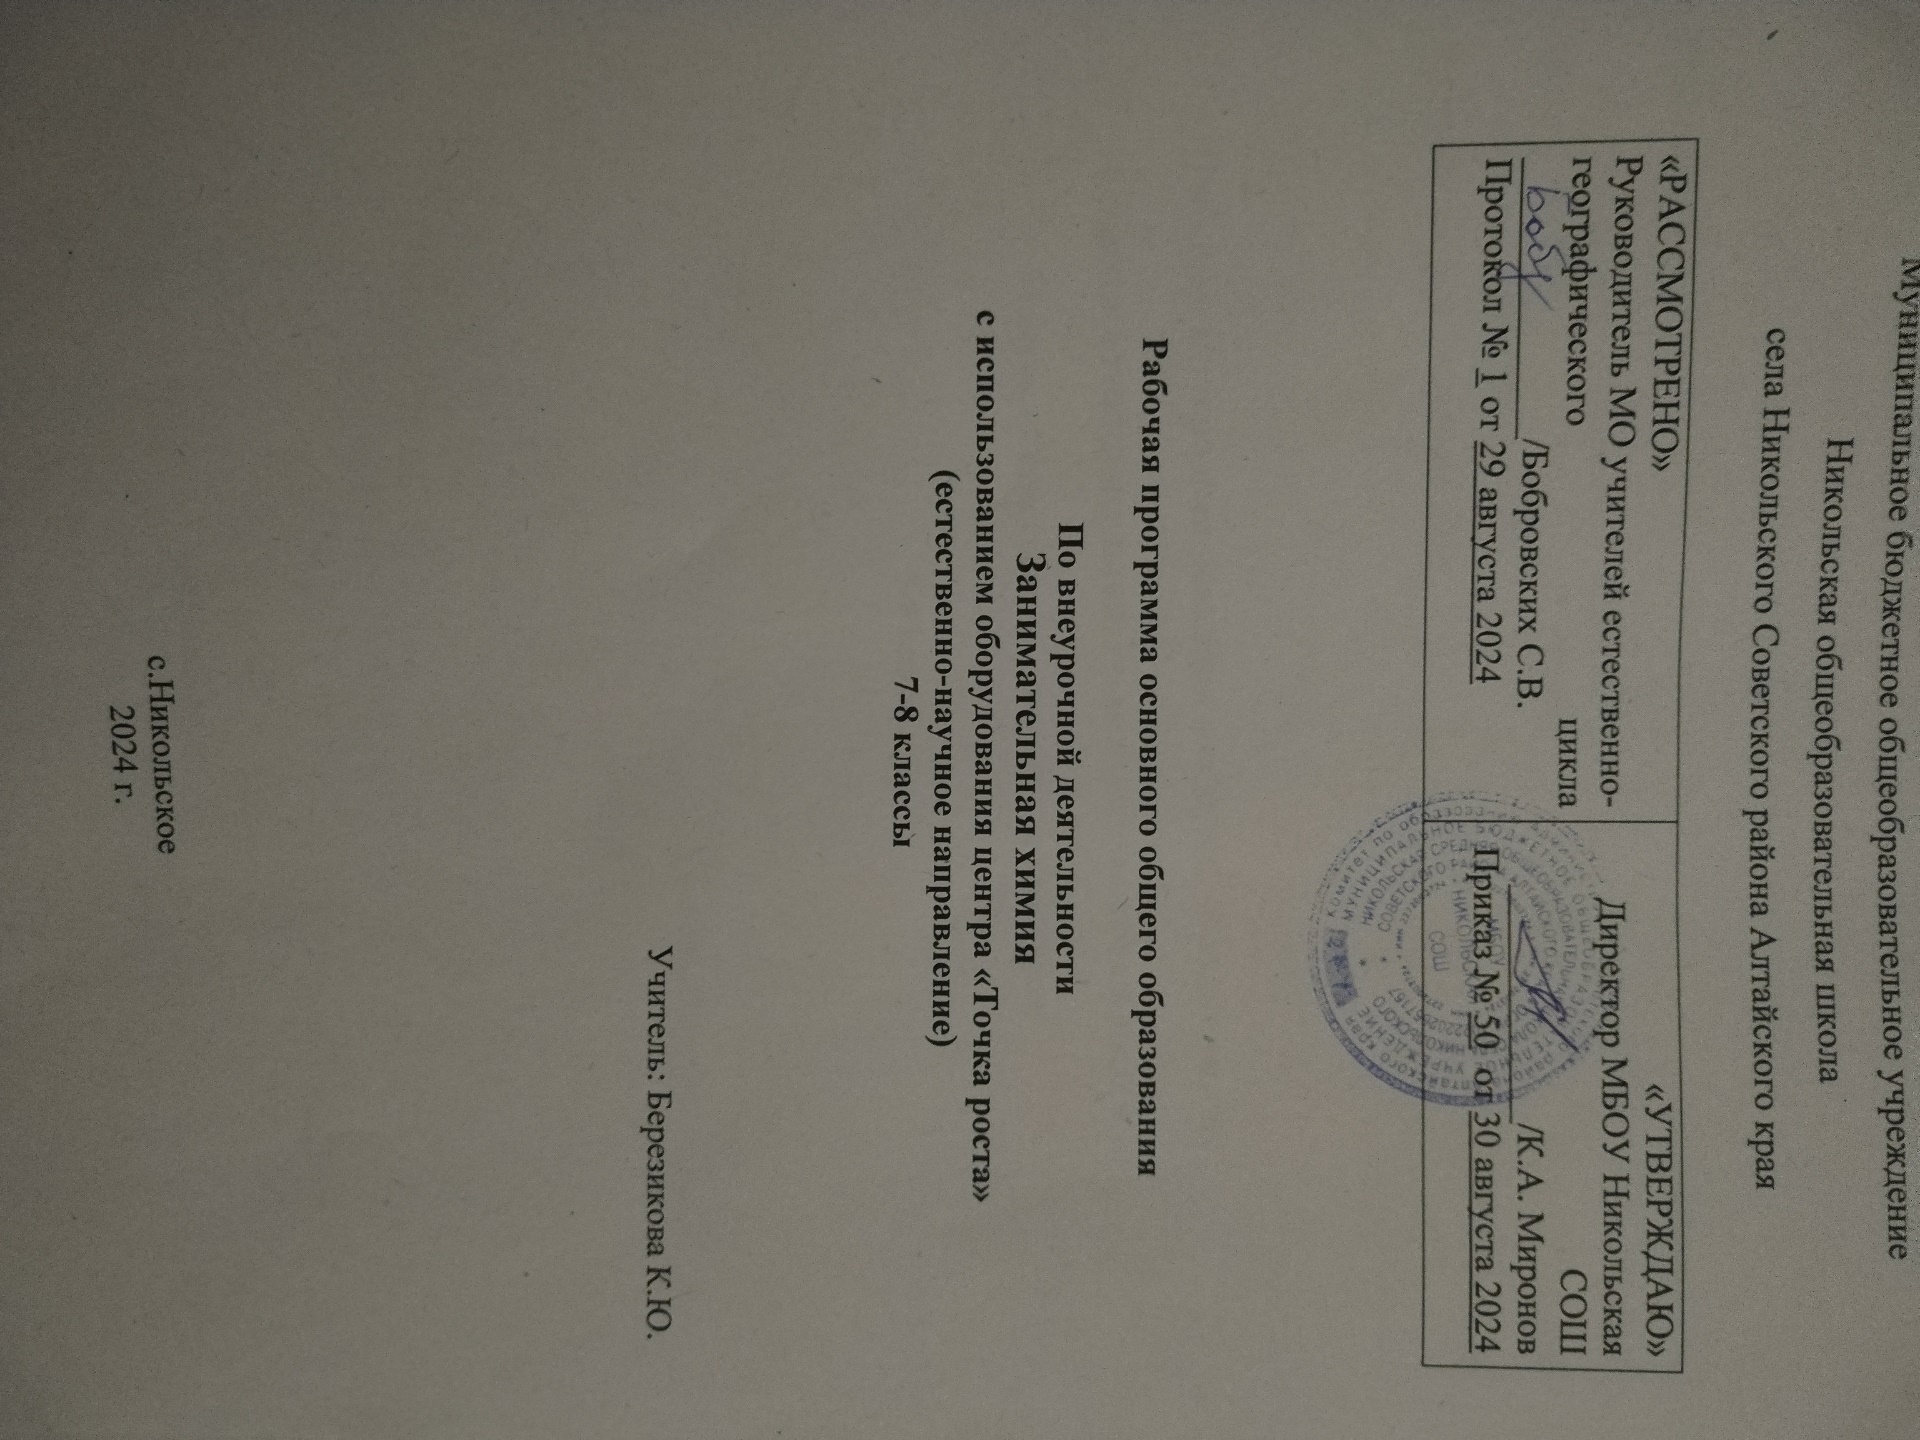 Муниципальное бюджетное общеобразовательное учреждение
Никольская общеобразовательная школа
села Никольского Советского района Алтайского края
«РАССМОТРЕНО»
Руководитель МО учителей естественно-
географического цикла
/Бобровских С.В.
Протокол № 1 от 29 августа 2024
«УТВЕРЖДАЮ»
Директор МБОУ Никольская
СОШ
/К.А. Миронов
Приказ № 50 от 30 августа 2024
Рабочая программа основного общего образования
По внеурочной деятельности
Занимательная химия
с использованием оборудования центра «Точка роста»
(естественно-научное направление)
7-8 классы
Учитель: Березикова К.Ю.
с.Никольское
2024 г.